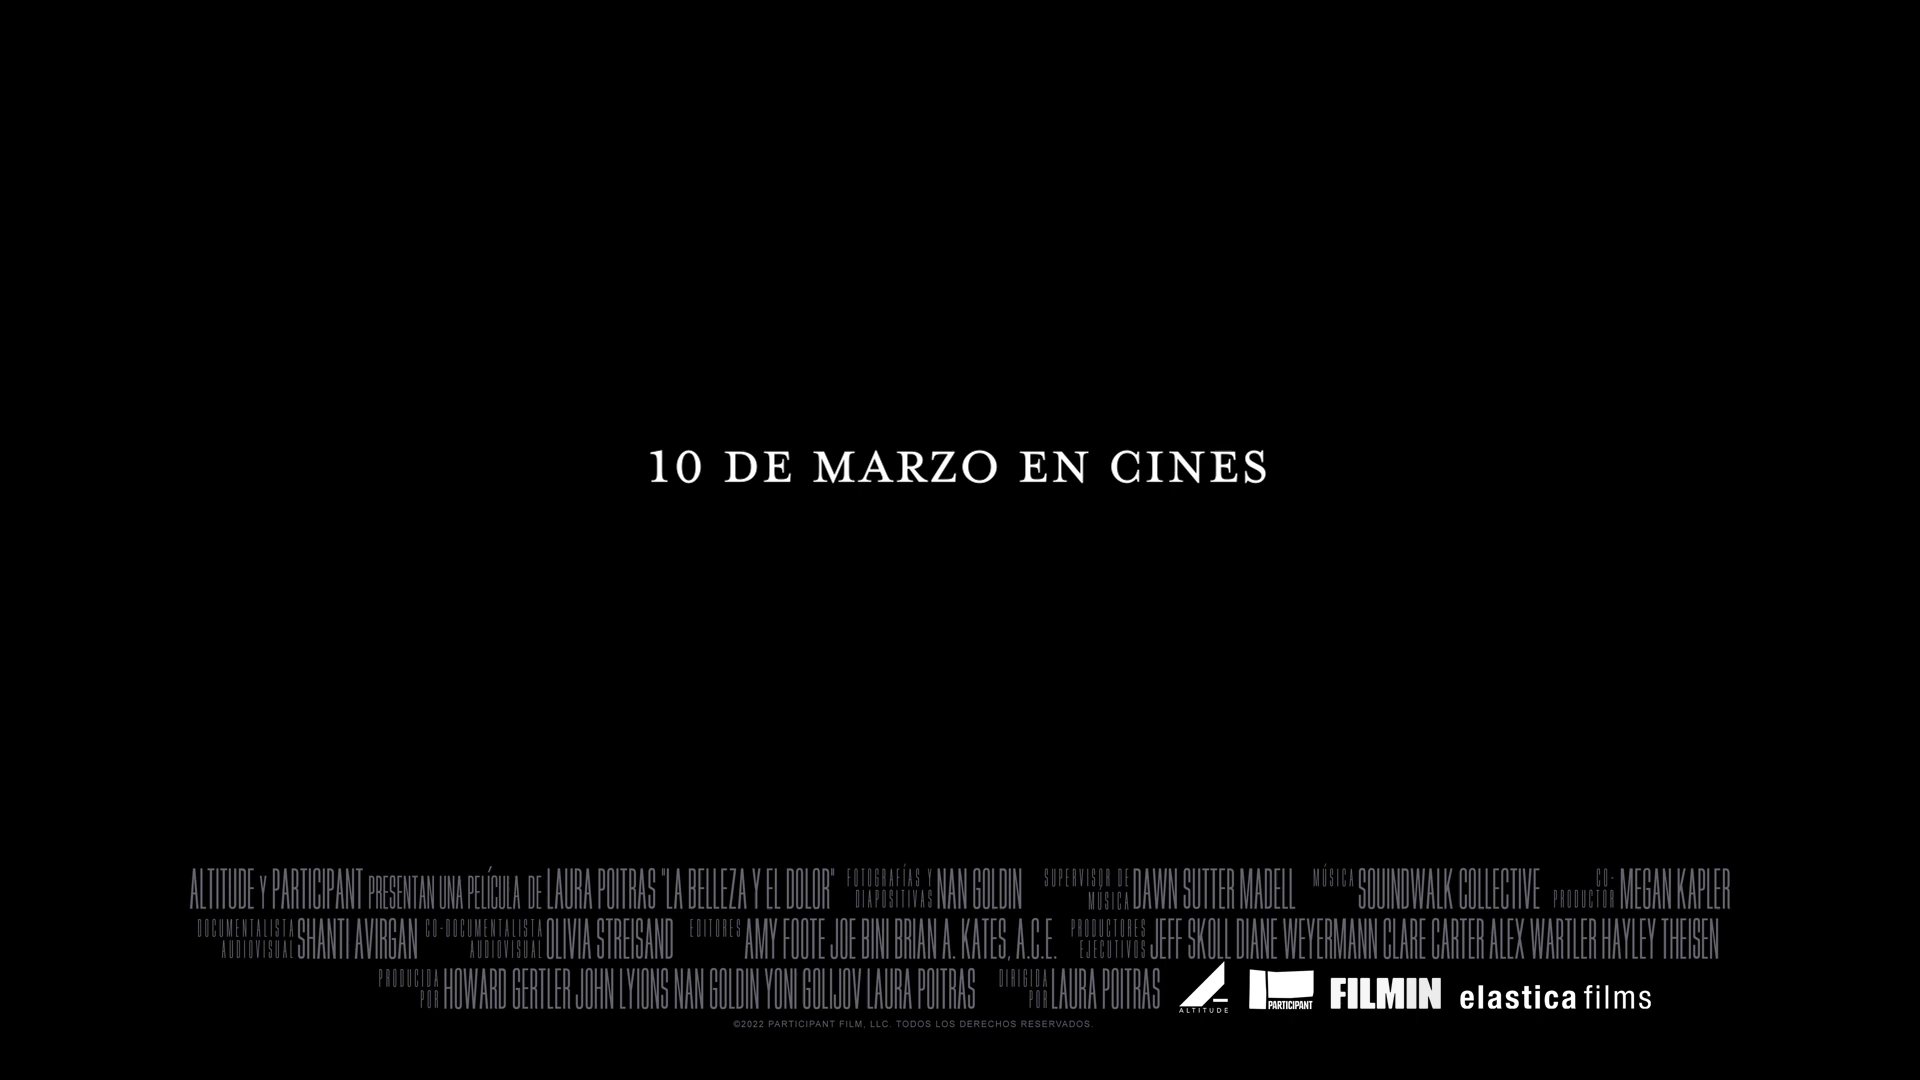 10 DE MARZO EN CINES
ALTITUDE Y PARTICIPANT PRESENTAN UNA PELÍCULA DE LAURA POITRAS "LA BELLEZA Y EL DOLOR" FOTOGRAFÍAS Y DIAPOSITIVAS NAN GOLDIN SUPERVISOR DE MÚSICA DAWN SUTTER MADELL MÚSICA SOUNDWALK COLLECTIVE CO-PRODUCTOR MEGAN KAPLER
DOCUMENTALISTA AUDIOVISUAL SHANTI AVIRGAN CO-DOCUMENTALISTA AUDIOVISUAL OLIVIA STREISAND EDITORES AMY FOOTE JOE BINI BRIAN A. KATES, A.C.E. PRODUCTORES EJECUTIVOS JEFF SKOLL DIANE WEYERMANN CLARE CARTER ALEX WARTLER HAYLEY THEISEN
PRODUCIDA POR HOWARD GERTLER JOHN LYIONS NAN GOLDIN YONI GOLIJOV LAURA POITRAS DIRIGIDA POR LAURA POITRAS ALTITUDE PARTICIPANT FILMIN elastica films
©2022 PARTICIPANT FILM, LLC. TODOS LOS DERECHOS RESERVADOS.